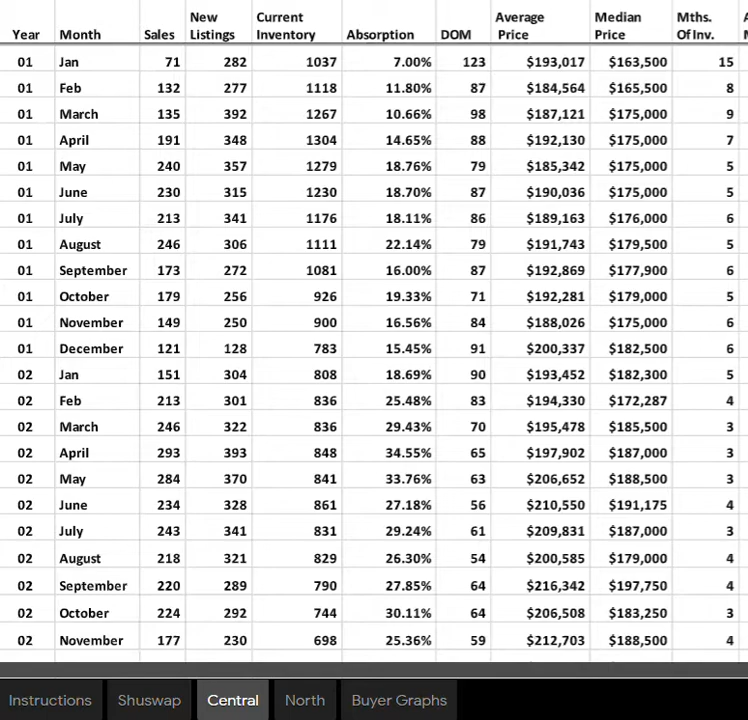 Year Month Sales New Listings Current Inventory Absorption DOM Average Price Median Price Mths. Of Inv.
01 Jan 71 282 1037 7.00% 123 $193,017 $163,500 15
01 Feb 132 277 1118 11.80% 87 $184,564 $165,500 8
01 March 135 392 1267 10.66% 98 $187,121 $175,000 9
01 April 191 348 1304 14.65% 88 $192,130 $175,000 7
01 May 240 357 1279 18.76% 79 $185,342 $175,000 5
01 June 230 315 1230 18.70% 87 $190,036 $175,000 5
01 July 213 341 1176 18.11% 86 $189,163 $176,000 6
01 August 246 306 1111 22.14% 79 $191,743 $179,500 5
01 September 173 272 1081 16.00% 87 $192,869 $177,900 6
01 October 179 256 926 19.33% 71 $192,281 $179,000 5
01 November 149 250 900 16.56% 84 $188,026 $175,000 6
01 December 121 128 783 15.45% 91 $200,337 $182,500 6
02 Jan 151 304 808 18.69% 90 $193,452 $182,300 5
02 Feb 213 301 836 25.48% 83 $194,330 $172,287 4
02 March 246 322 836 29.43% 70 $195,478 $185,500 3
02 April 293 393 848 34.55% 65 $197,902 $187,000 3
02 May 284 370 841 33.76% 63 $206,652 $188,500 3
02 June 234 328 861 27.18% 56 $210,550 $191,175 4
02 July 243 341 831 29.24% 61 $209,831 $187,000 3
02 August 218 321 829 26.30% 54 $200,585 $179,000 4
02 September 220 289 790 27.85% 64 $216,342 $197,750 4
02 October 224 292 744 30.11% 64 $206,508 $183,250 3
02 November 177 230 698 25.36% 59 $212,703 $188,500 4
Instructions Shuswap Central North Buyer Graphs